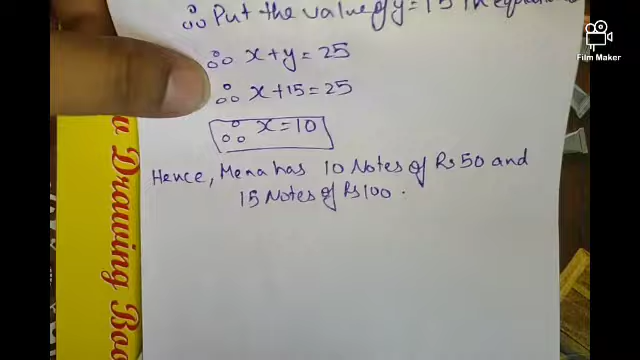 ∴ Put the value of y = 15 in equation
∴ x + y = 25
∴ x + 15 = 25
∴ x = 10
Hence, Mena has 10 Notes of Rs 50 and
15 Notes of Rs 100.
Drawing Boo
Film Maker